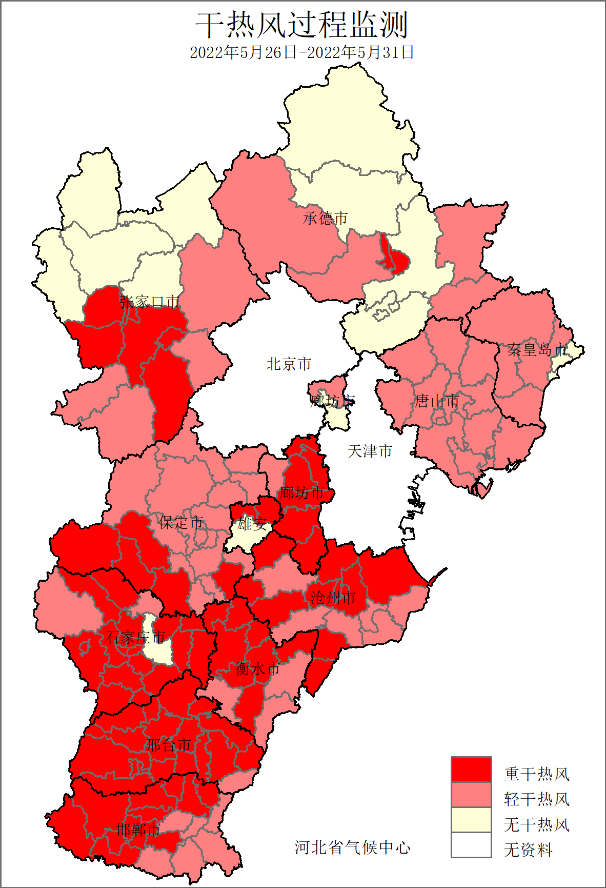 干热风过程监测
2022年5月26日-2022年5月31日
承德市
张家口市
秦皇岛市
北京市
廊坊市
唐山市
天津市
廊坊市
保定市
雄安
沧州市
石家庄市
衡水市
邢台市
邯郸市
重干热风
轻干热风
无干热风
无资料
河北省气候中心